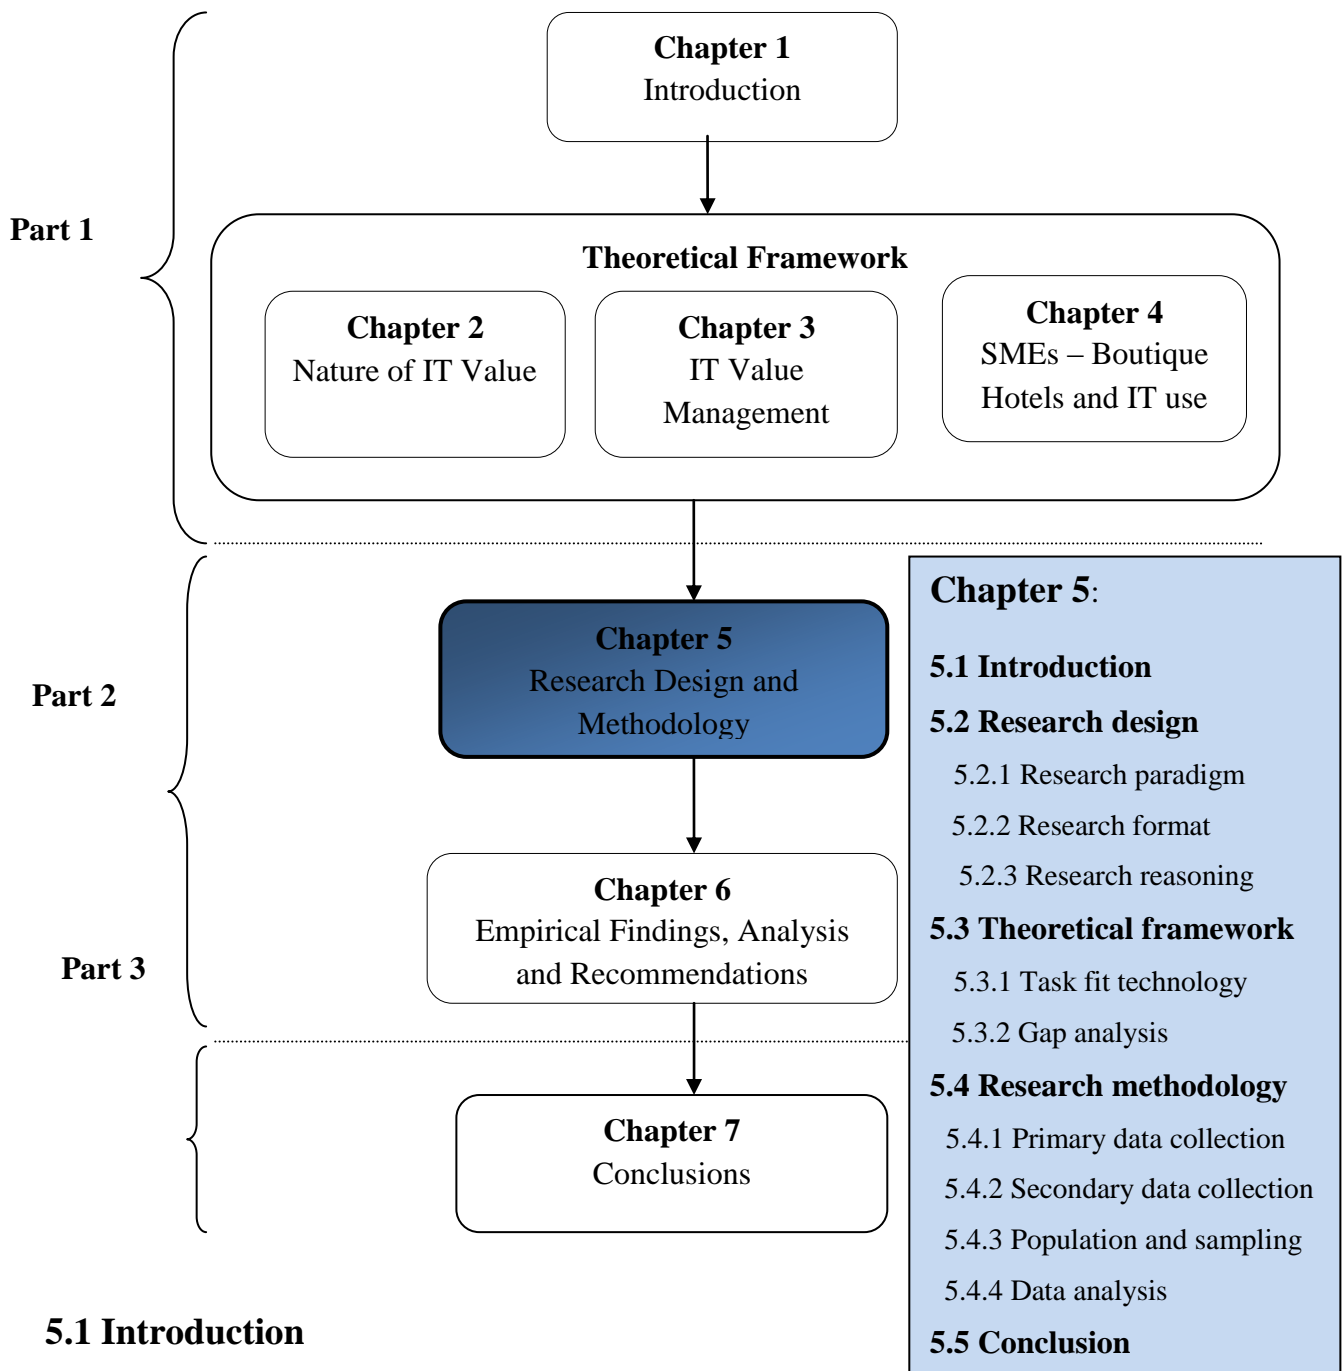 Chapter 1
Introduction
Part 1
Theoretical Framework
Chapter 2
Nature of IT Value
Chapter 3
IT Value
Management
Chapter 4
SMEs – Boutique
Hotels and IT use
Part 2
Chapter 5
Research Design and
Methodology
Chapter 6
Empirical Findings, Analysis
and Recommendations
Part 3
Chapter 7
Conclusions
Chapter 5:
5.1 Introduction
5.2 Research design
5.2.1 Research paradigm
5.2.2 Research format
5.2.3 Research reasoning
5.3 Theoretical framework
5.3.1 Task fit technology
5.3.2 Gap analysis
5.4 Research methodology
5.4.1 Primary data collection
5.4.2 Secondary data collection
5.4.3 Population and sampling
5.4.4 Data analysis
5.5 Conclusion
5.1 Introduction